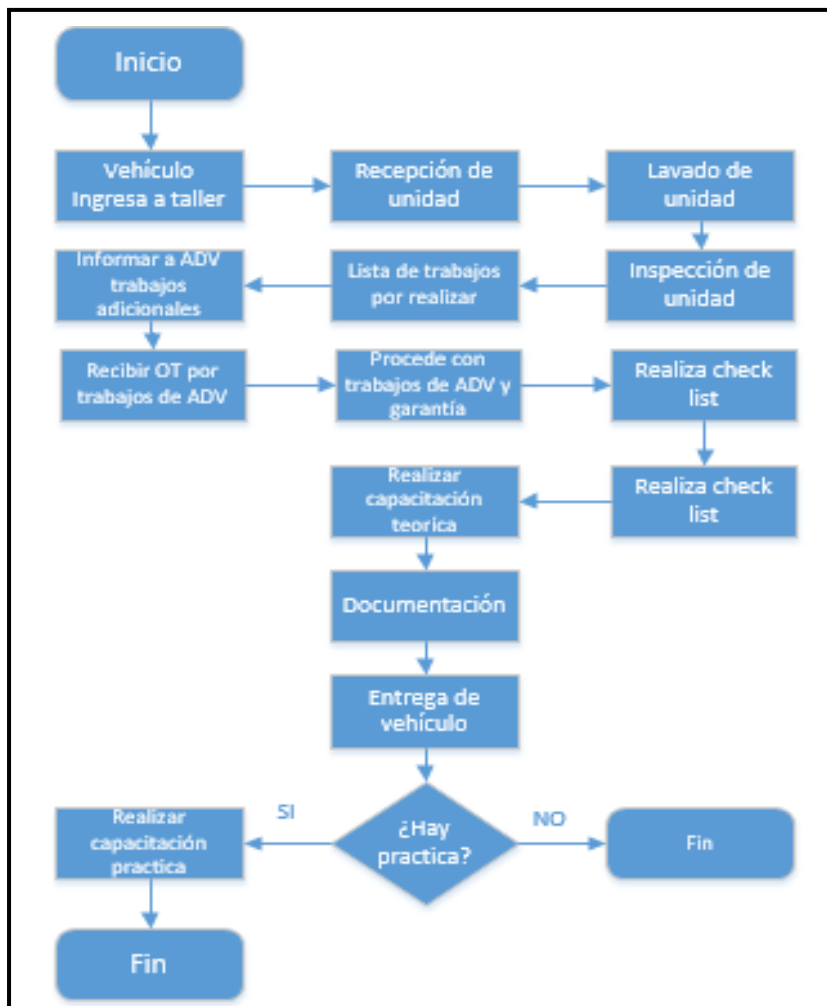 Inicio
Vehículo
Ingresa a taller
Recepción de
unidad
Lavado de
unidad
Inspección de
unidad
Lista de trabajos
por realizar
Informar a ADV
trabajos
adicionales
Recibir OT por
trabajos de ADV
Procede con
trabajos de ADV y
garantía
Realiza check
list
Realiza check
list
Realizar
capacitación
teorica
Documentación
Entrega de
vehículo
¿Hay
practica?
SI
Realizar
capacitación
practica
Fin
NO
Fin